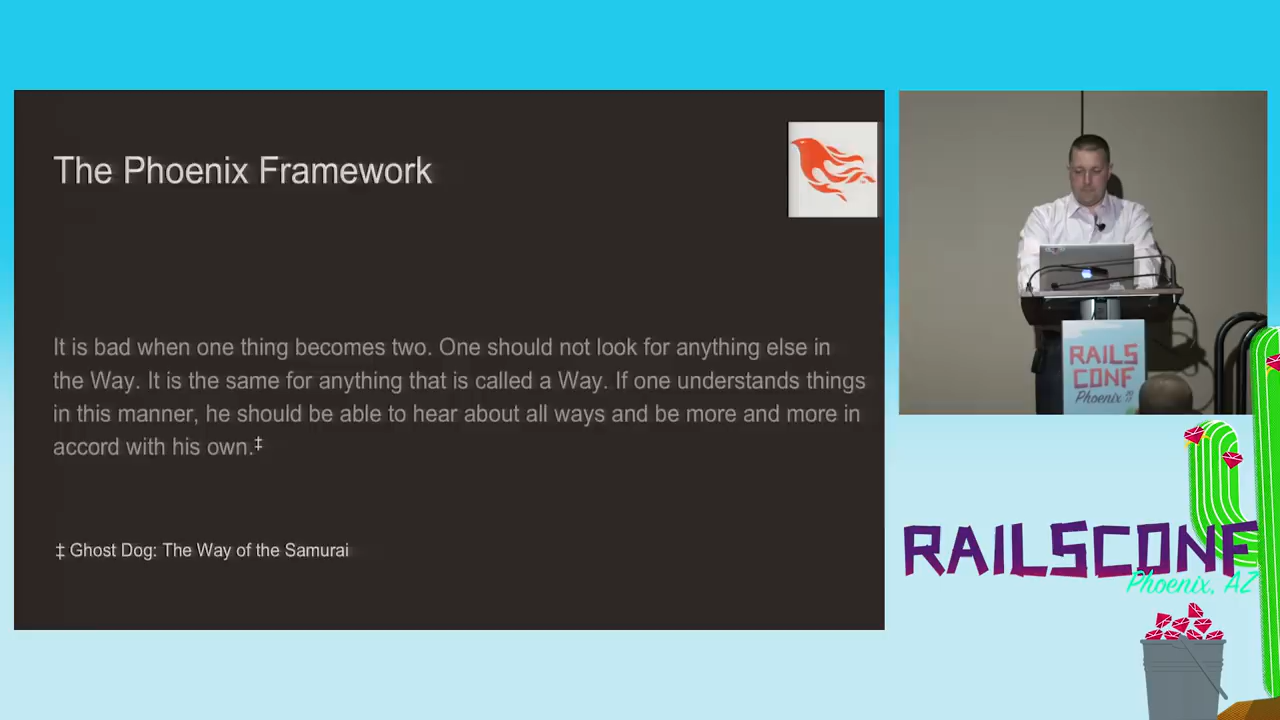 The Phoenix Framework
It is bad when one thing becomes two. One should not look for anything else in
the Way. It is the same for anything that is called a Way. If one understands things
in this manner, he should be able to hear about all ways and be more and more in
accord with his own.‡
‡ Ghost Dog: The Way of the Samurai
RAILS
CONF
Phoenix
RAILSCONF
Phoenix, AZ